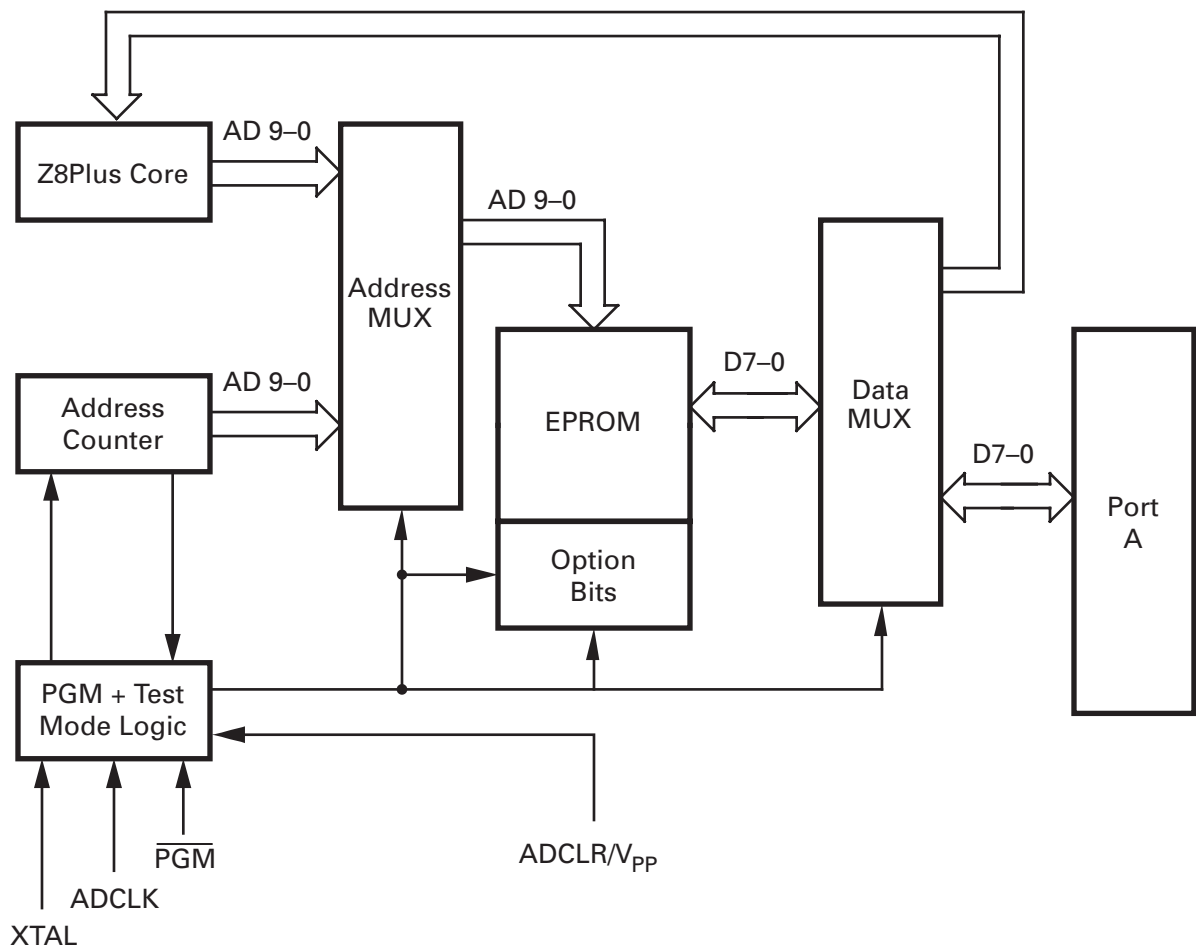 AD 9–0
Z8Plus Core
AD 9–0
Address
MUX
AD 9–0
Address
Counter
D7–0
EPROM
Data
MUX
D7–0
Port
A
Option
Bits
PGM + Test
Mode Logic
PGM
ADCLR/VPP
ADCLK
XTAL